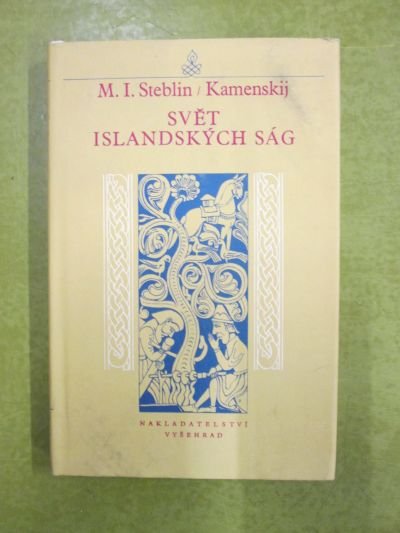 M. I. Steblin / Kamenskij
SVĚT
ISLANDSKÝCH SÁG
NAKLADATELSTVÍ
VYŠEHRAD